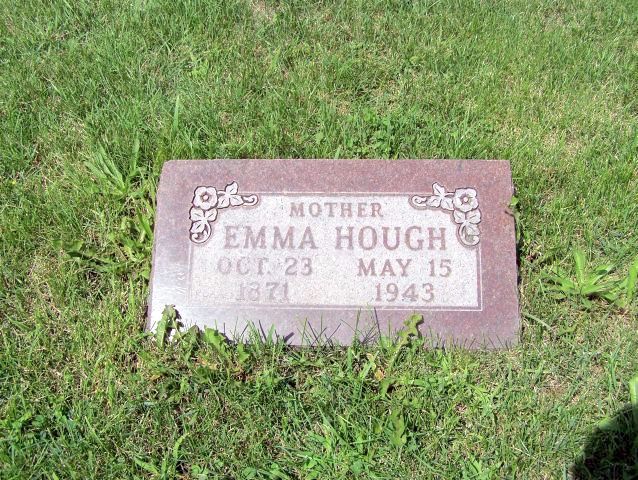 MOTHER
EMMA HOUGH
OCT. 23 MAY 15
1871 1943